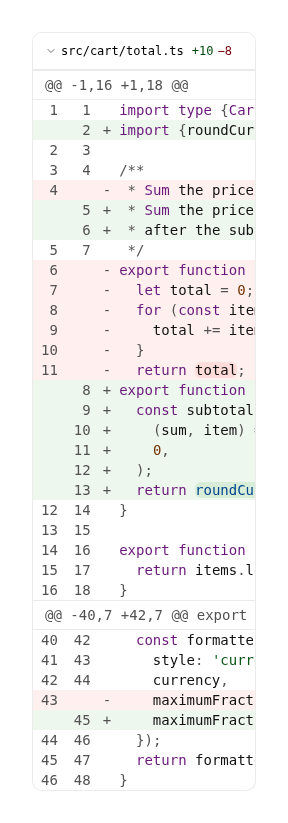 src/cart/total.ts +10 −8
@@ -1,16 +1,18 @@
1 1 import type {Car
2 + import {roundCur
2 3
3 4 /**
4 - * Sum the price
5 + * Sum the price
6 + * after the sub
5 7 */
6 - export function
7 - let total = 0;
8 - for (const ite
9 - total += ite
10 - }
11 - return total;
8 + export function
9 + const subtotal
10 + (sum, item)
11 + 0,
12 + );
13 + return roundCu
12 14 }
13 15
14 16 export function
15 17 return items.l
16 18 }
@@ -40,7 +42,7 @@ export
40 42 const formatte
41 43 style: 'curr
42 44 currency,
43 - maximumFract
45 + maximumFract
44 46 });
45 47 return formatt
46 48 }